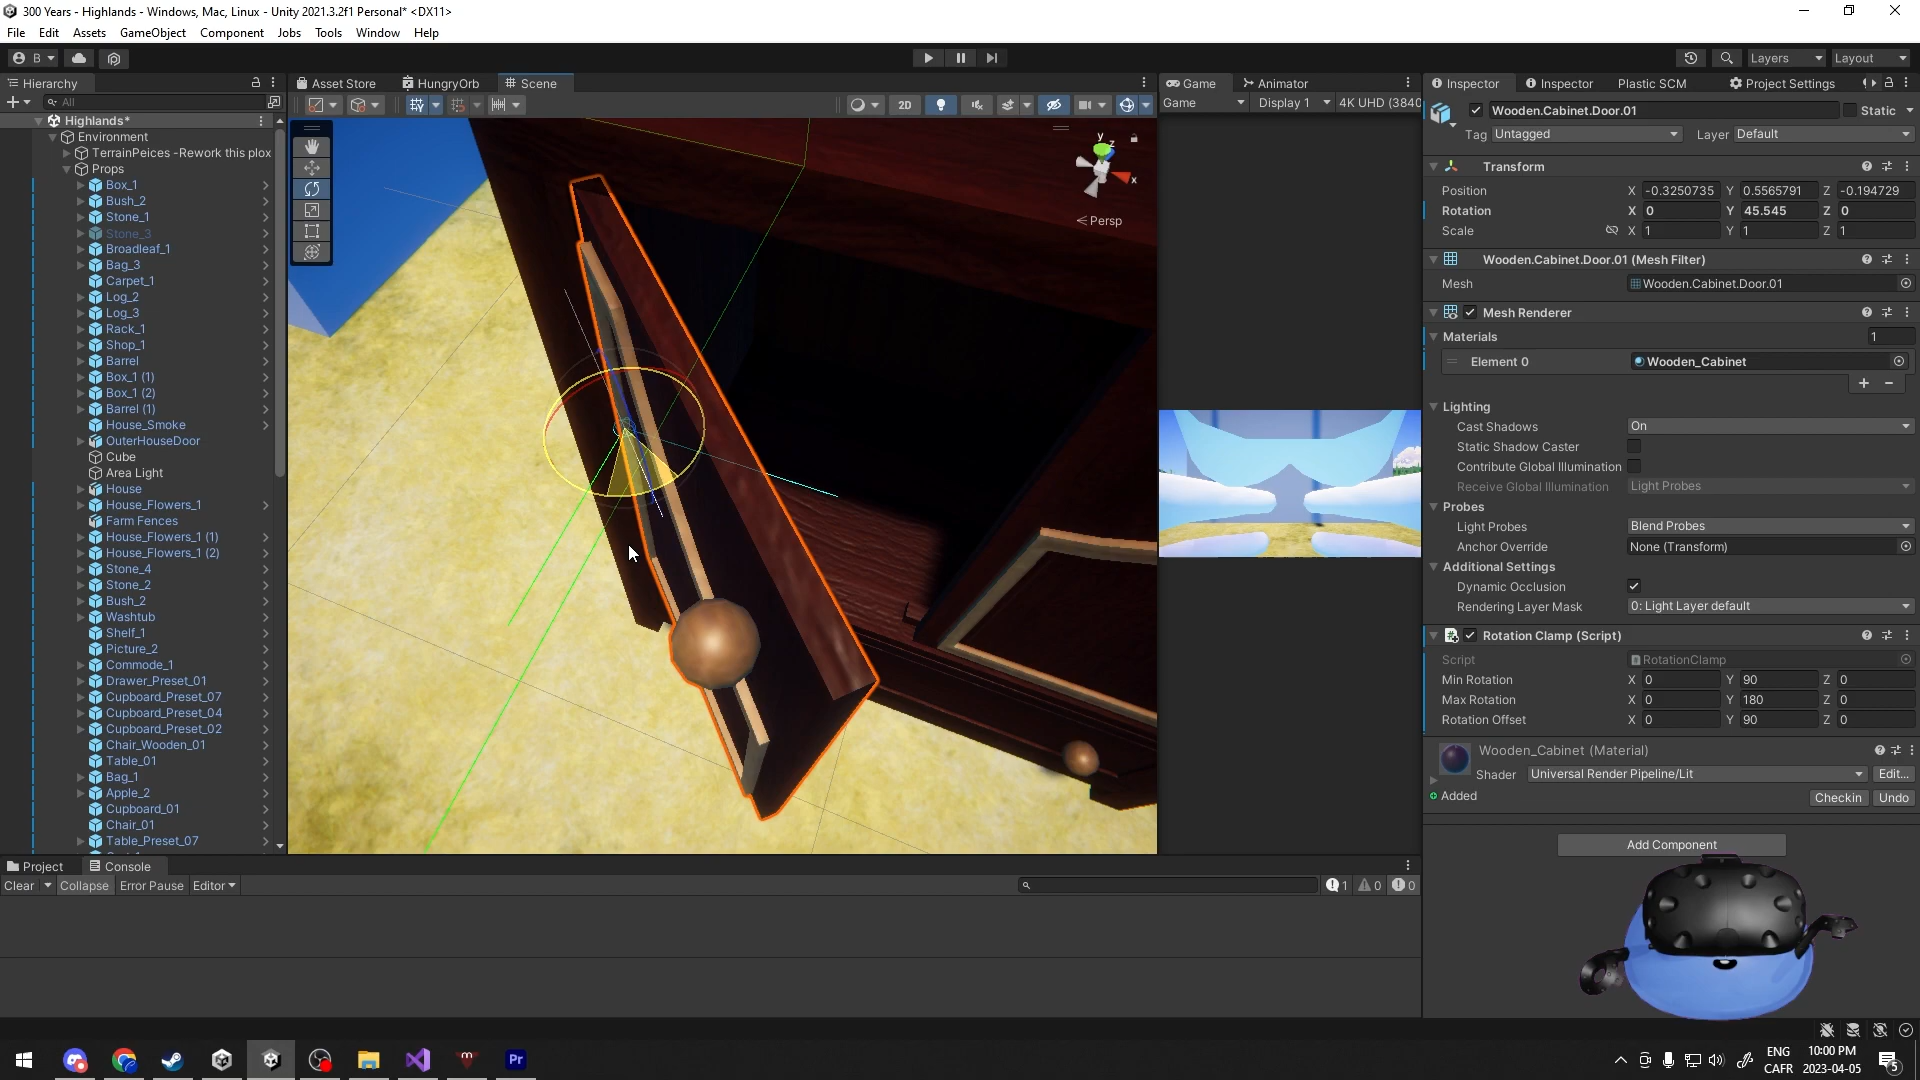 300 Years - Highlands - Windows, Mac, Linux - Unity 2021.3.2f1 Personal* <DX11>
File Edit Assets GameObject Component Jobs Tools Window Help
B
Layers Layout
Hierarchy
All
Highlands*
Environment
TerrainPeices -Rework this plox
Props
Box_1
Bush_2
Stone_1
Stone_3
Broadleaf_1
Bag_3
Carpet_1
Log_2
Log_3
Rack_1
Shop_1
Barrel
Box_1 (1)
Box_1 (2)
Barrel (1)
House_Smoke
OuterHouseDoor
Cube
Area Light
House
House_Flowers_1
Farm Fences
House_Flowers_1 (1)
House_Flowers_1 (2)
Stone_4
Stone_2
Bush_2
Washtub
Shelf_1
Picture_2
Commode_1
Drawer_Preset_01
Cupboard_Preset_07
Cupboard_Preset_04
Cupboard_Preset_02
Chair_Wooden_01
Table_01
Bag_1
Apple_2
Cupboard_01
Chair_01
Table_Preset_07
Asset Store HungryOrb Scene
2D
y z x
Persp
Game Animator
Game Display 1 4K UHD (3840
Inspector Inspector Plastic SCM Project Settings
Wooden.Cabinet.Door.01 Static
Tag Untagged Layer Default
Transform
Position X -0.3250735 Y 0.5565791 Z -0.194729
Rotation X 0 Y 45.545 Z 0
Scale X 1 Y 1 Z 1
Wooden.Cabinet.Door.01 (Mesh Filter)
Mesh Wooden.Cabinet.Door.01
Mesh Renderer
Materials 1
Element 0 Wooden_Cabinet
Lighting
Cast Shadows On
Static Shadow Caster
Contribute Global Illumination
Receive Global Illumination Light Probes
Probes
Light Probes Blend Probes
Anchor Override None (Transform)
Additional Settings
Dynamic Occlusion
Rendering Layer Mask 0: Light Layer default
Rotation Clamp (Script)
Script RotationClamp
Min Rotation X 0 Y 90 Z 0
Max Rotation X 0 Y 180 Z 0
Rotation Offset X 0 Y 90 Z 0
Wooden_Cabinet (Material)
Shader Universal Render Pipeline/Lit Edit...
Added Checkin Undo
Add Component
Project Console
Clear Collapse Error Pause Editor 1 0 0
Pr
ENG 10:00 PM
CAFR 2023-04-05 5